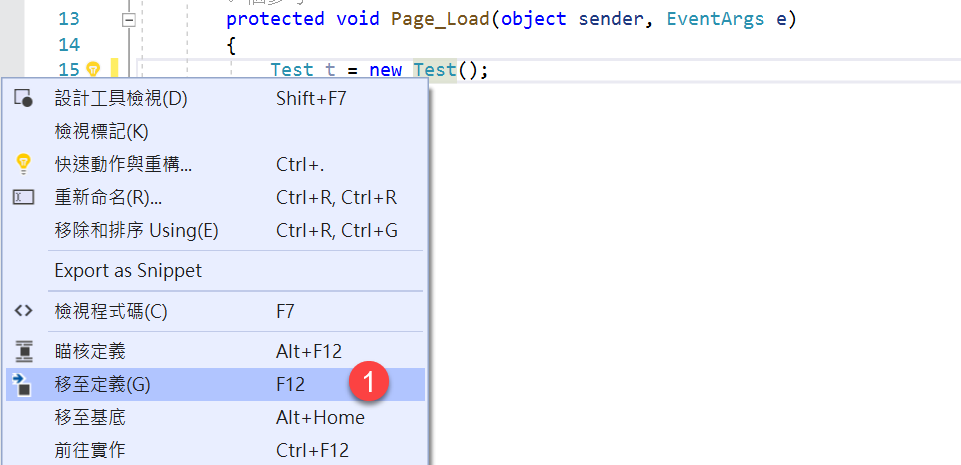 13 protected void Page_Load(object sender, EventArgs e)
14 {
15 Test t = new Test();
設計工具檢視(D) Shift+F7
檢視標記(K)
快速動作與重構... Ctrl+.
重新命名(R)... Ctrl+R, Ctrl+R
移除和排序 Using(E) Ctrl+R, Ctrl+G
Export as Snippet
檢視程式碼(C) F7
瞄核定義 Alt+F12
移至定義(G) F12 1
移至基底 Alt+Home
前往實作 Ctrl+F12